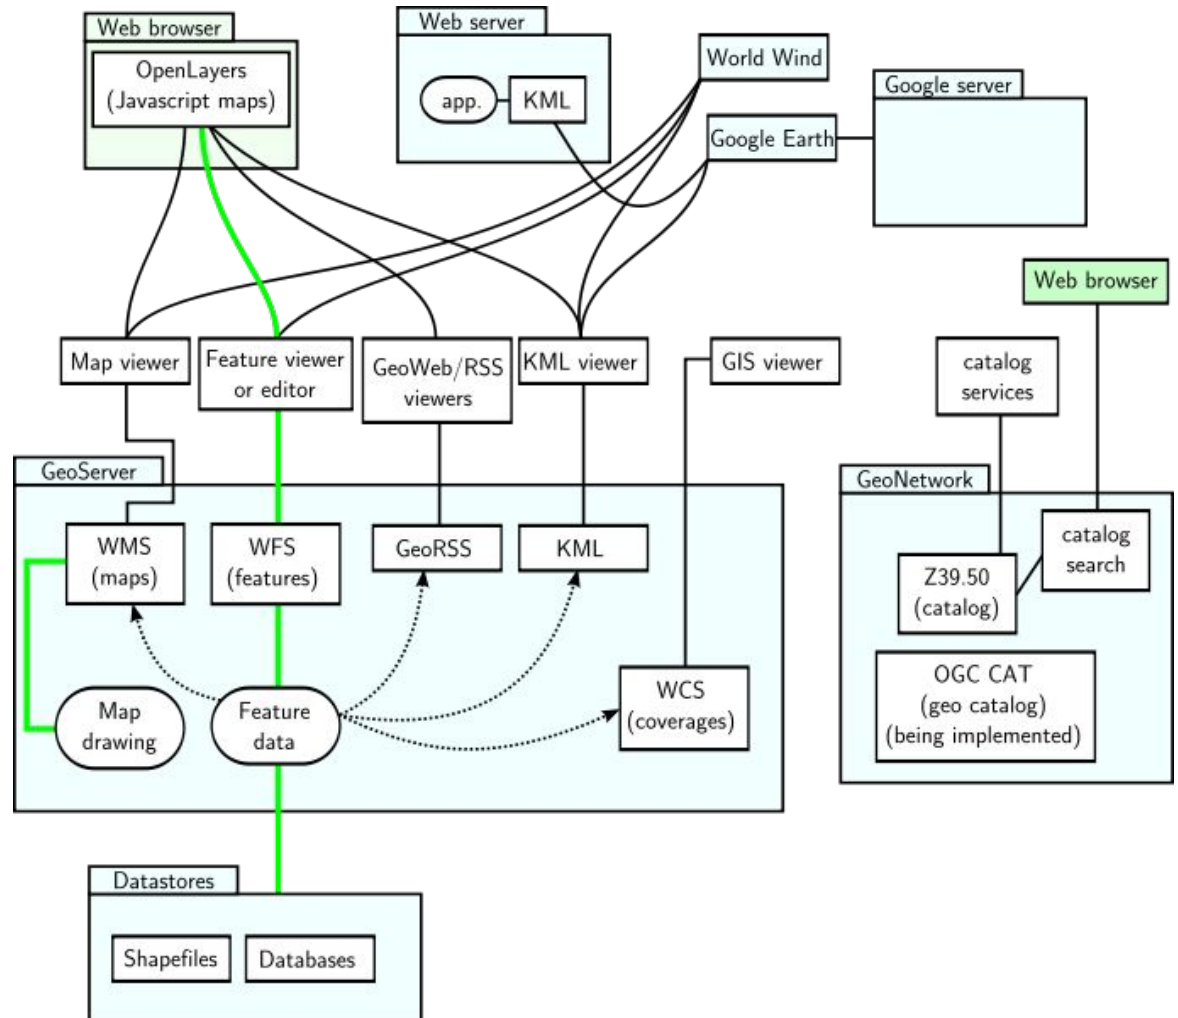 Web browser
OpenLayers
(Javascript maps)
Web server
app.
KML
World Wind
Google Earth
Google server
Web browser
Map viewer
Feature viewer
or editor
GeoWeb/RSS
viewers
KML viewer
GIS viewer
catalog
services
GeoServer
WMS
(maps)
WFS
(features)
GeoRSS
KML
Map
drawing
Feature
data
WCS
(coverages)
GeoNetwork
Z39.50
(catalog)
catalog
search
OGC CAT
(geo catalog)
(being implemented)
Datastores
Shapefiles
Databases